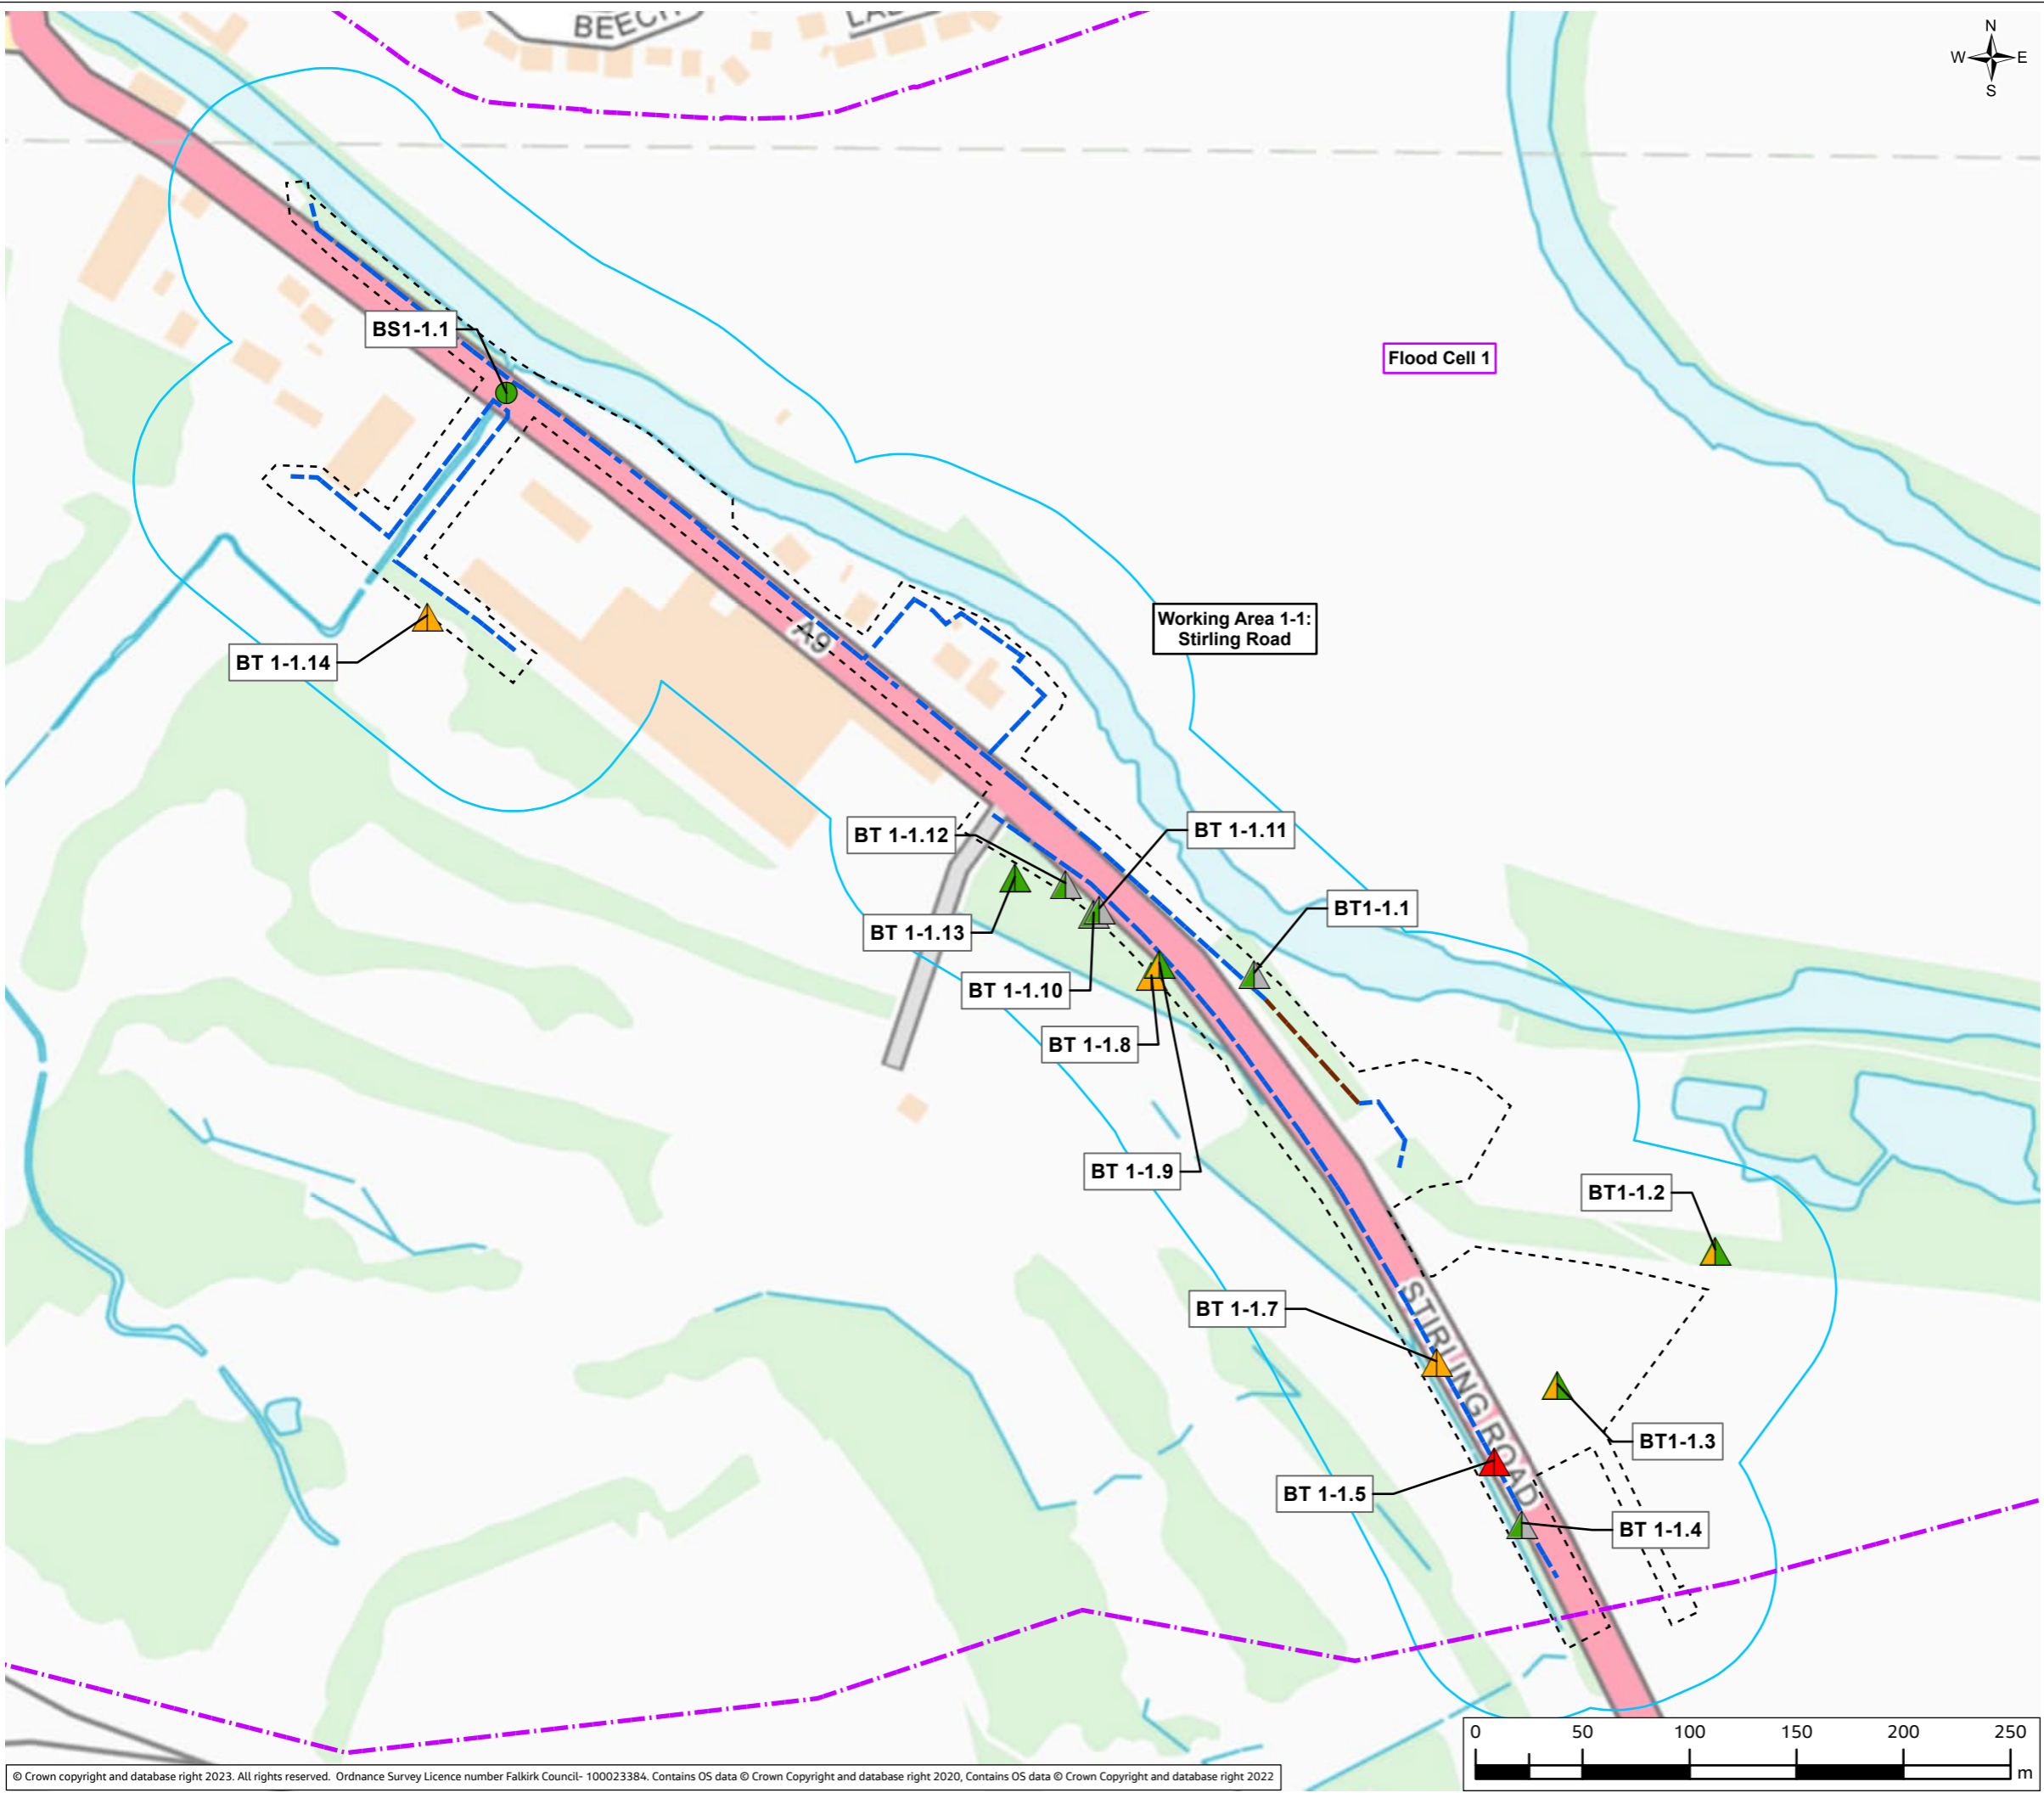 BEECH
N
W E
S
BS1-1.1
Flood Cell 1
Working Area 1-1:
Stirling Road
A9
BT 1-1.14
BT 1-1.12
BT 1-1.11
BT1-1.1
BT 1-1.13
BT 1-1.10
BT 1-1.8
BT 1-1.9
BT1-1.2
BT 1-1.7
STIRLING ROAD
BT1-1.3
BT 1-1.5
BT 1-1.4
0 50 100 150 200 250
m
© Crown copyright and database right 2023. All rights reserved. Ordnance Survey Licence number Falkirk Council- 100023384. Contains OS data © Crown Copyright and database right 2020, Contains OS data © Crown Copyright and database right 2022